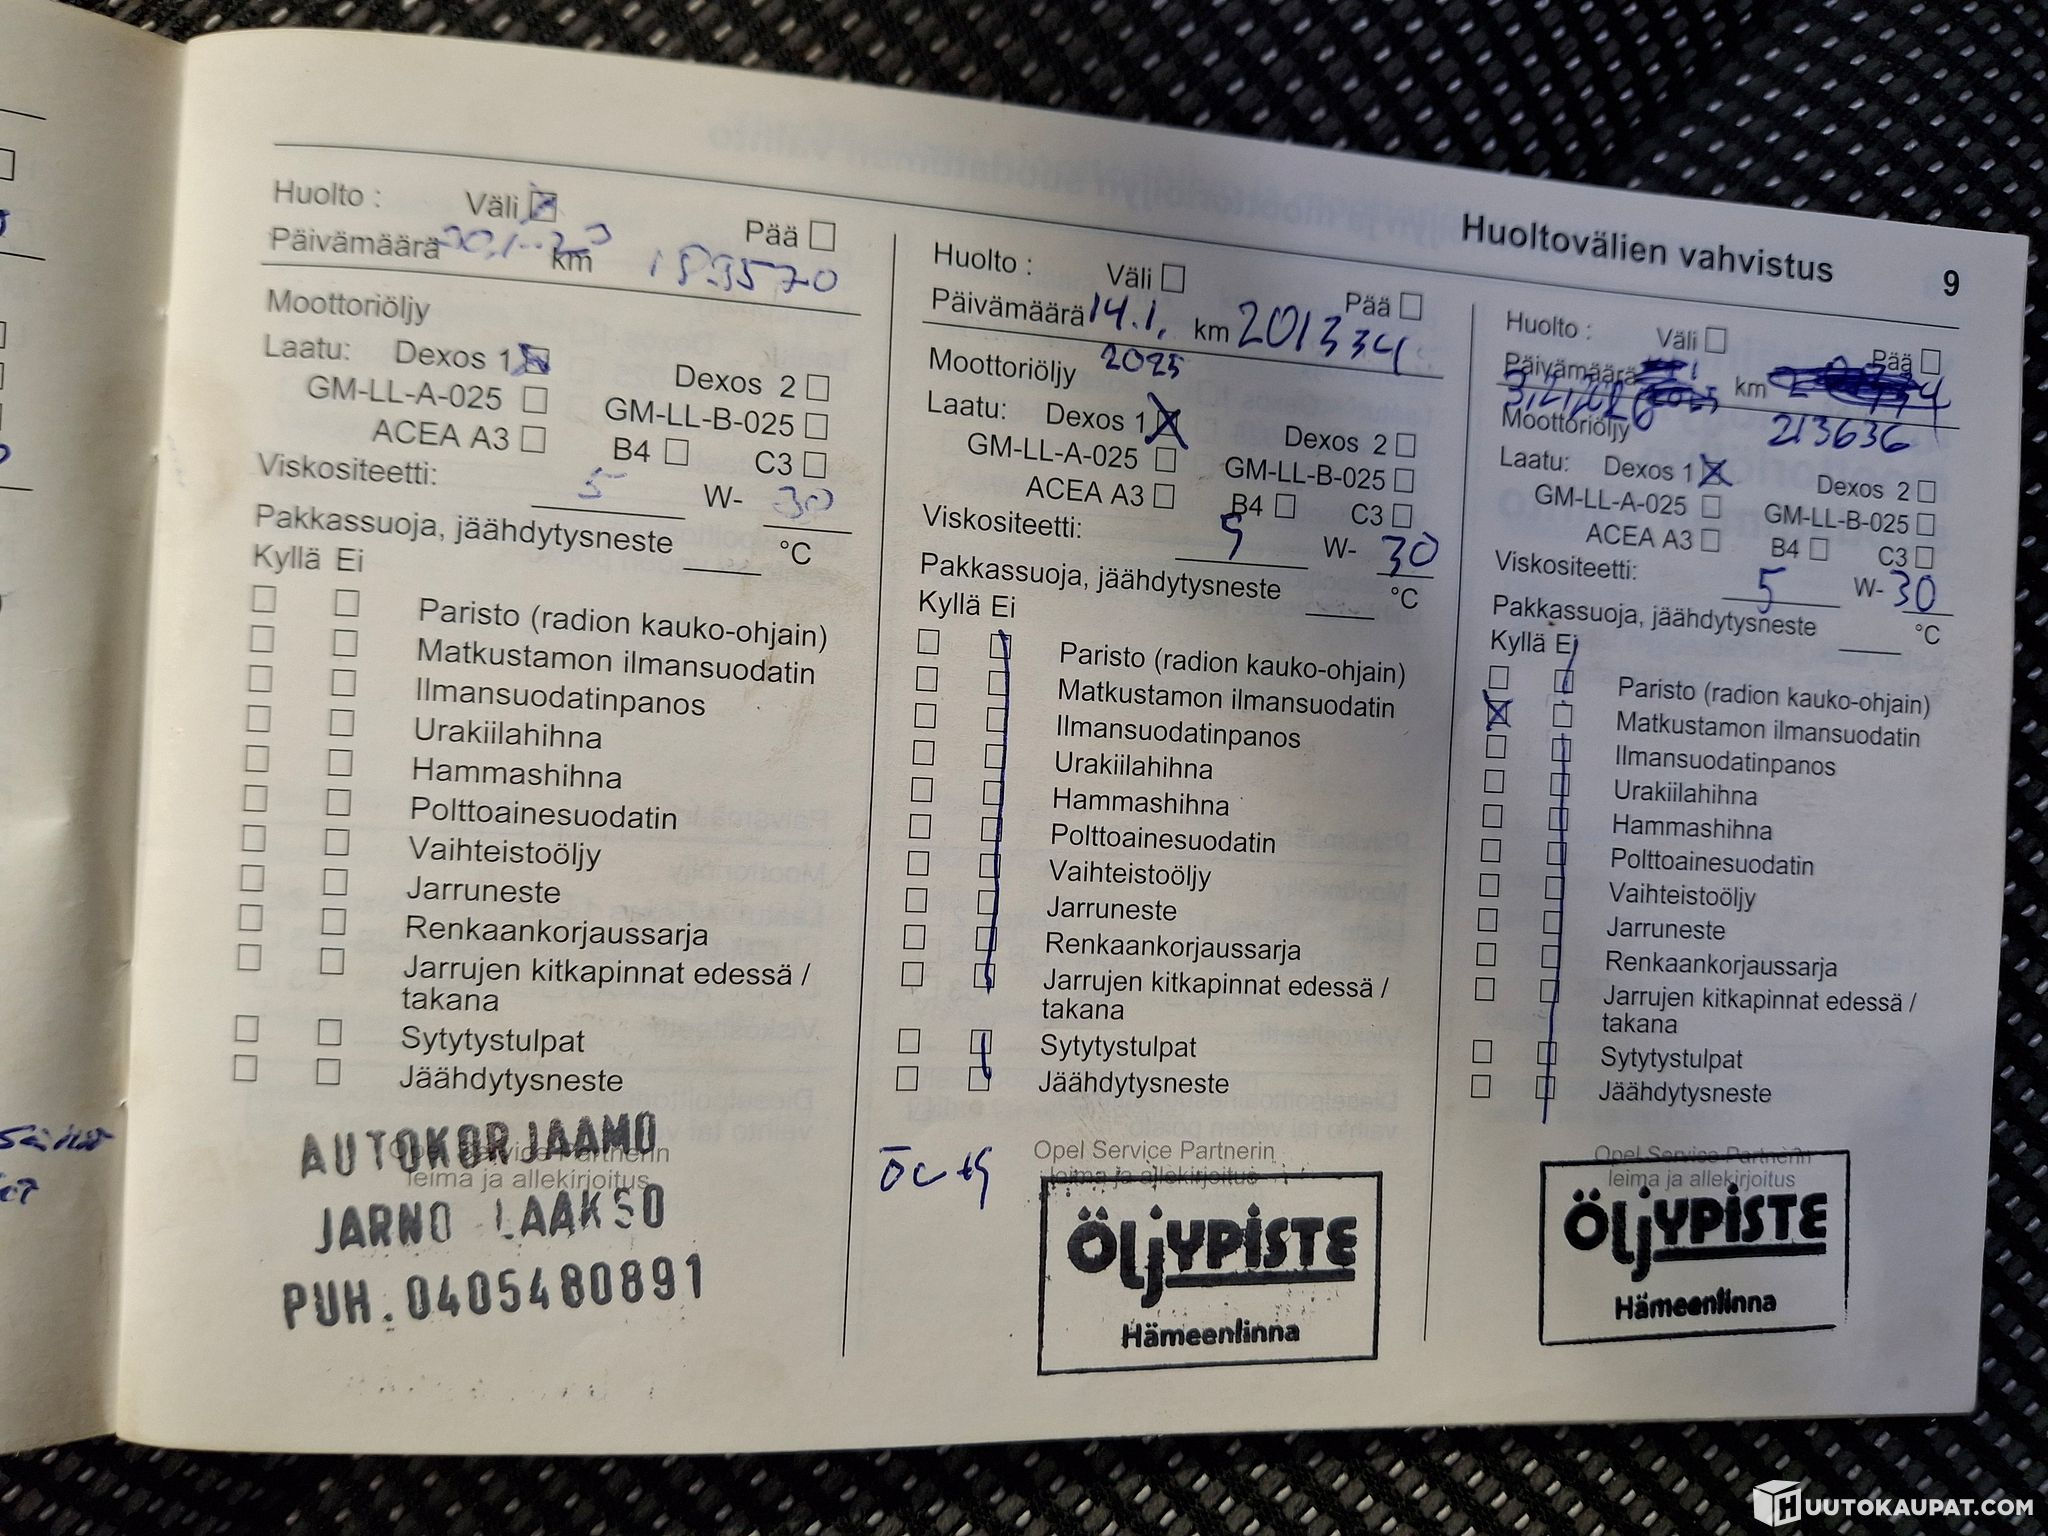 Huoltovälien vahvistus 9
Huolto : Väli Pää
Päivämäärä km
Moottoriöljy
Laatu: Dexos 1 Dexos 2
GM-LL-A-025 GM-LL-B-025
ACEA A3 B4 C3
Viskositeetti: 5 W- 30
Pakkassuoja, jäähdytysneste °C
Kyllä Ei
Paristo (radion kauko-ohjain)
Matkustamon ilmansuodatin
Ilmansuodatinpanos
Urakiilahihna
Hammashihna
Polttoainesuodatin
Vaihteistoöljy
Jarruneste
Renkaankorjaussarja
Jarrujen kitkapinnat edessä /
takana
Sytytystulpat
Jäähdytysneste
Opel Service Partnerin
leima ja allekirjoitus
AUTOKORJAAMO
JARNO LAAKSO
PUH. 0405480891
Huolto : Väli Pää
Päivämäärä 14.1. km 201334
2025
Moottoriöljy
Laatu: Dexos 1 Dexos 2
GM-LL-A-025 GM-LL-B-025
ACEA A3 B4 C3
Viskositeetti: 5 W- 30
Pakkassuoja, jäähdytysneste °C
Kyllä Ei
Paristo (radion kauko-ohjain)
Matkustamon ilmansuodatin
Ilmansuodatinpanos
Urakiilahihna
Hammashihna
Polttoainesuodatin
Vaihteistoöljy
Jarruneste
Renkaankorjaussarja
Jarrujen kitkapinnat edessä /
takana
Sytytystulpat
Jäähdytysneste
Opel Service Partnerin
leima ja allekirjoitus
ÖLJYPISTE
Hämeenlinna
Huolto : Väli Pää
Päivämäärä km
213636
Moottoriöljy
Laatu: Dexos 1 Dexos 2
GM-LL-A-025 GM-LL-B-025
ACEA A3 B4 C3
Viskositeetti: 5 W- 30
Pakkassuoja, jäähdytysneste °C
Kyllä Ei
Paristo (radion kauko-ohjain)
Matkustamon ilmansuodatin
Ilmansuodatinpanos
Urakiilahihna
Hammashihna
Polttoainesuodatin
Vaihteistoöljy
Jarruneste
Renkaankorjaussarja
Jarrujen kitkapinnat edessä /
takana
Sytytystulpat
Jäähdytysneste
Opel Service Partnerin
leima ja allekirjoitus
ÖLJYPISTE
Hämeenlinna
HUUTOKAUPAT.COM